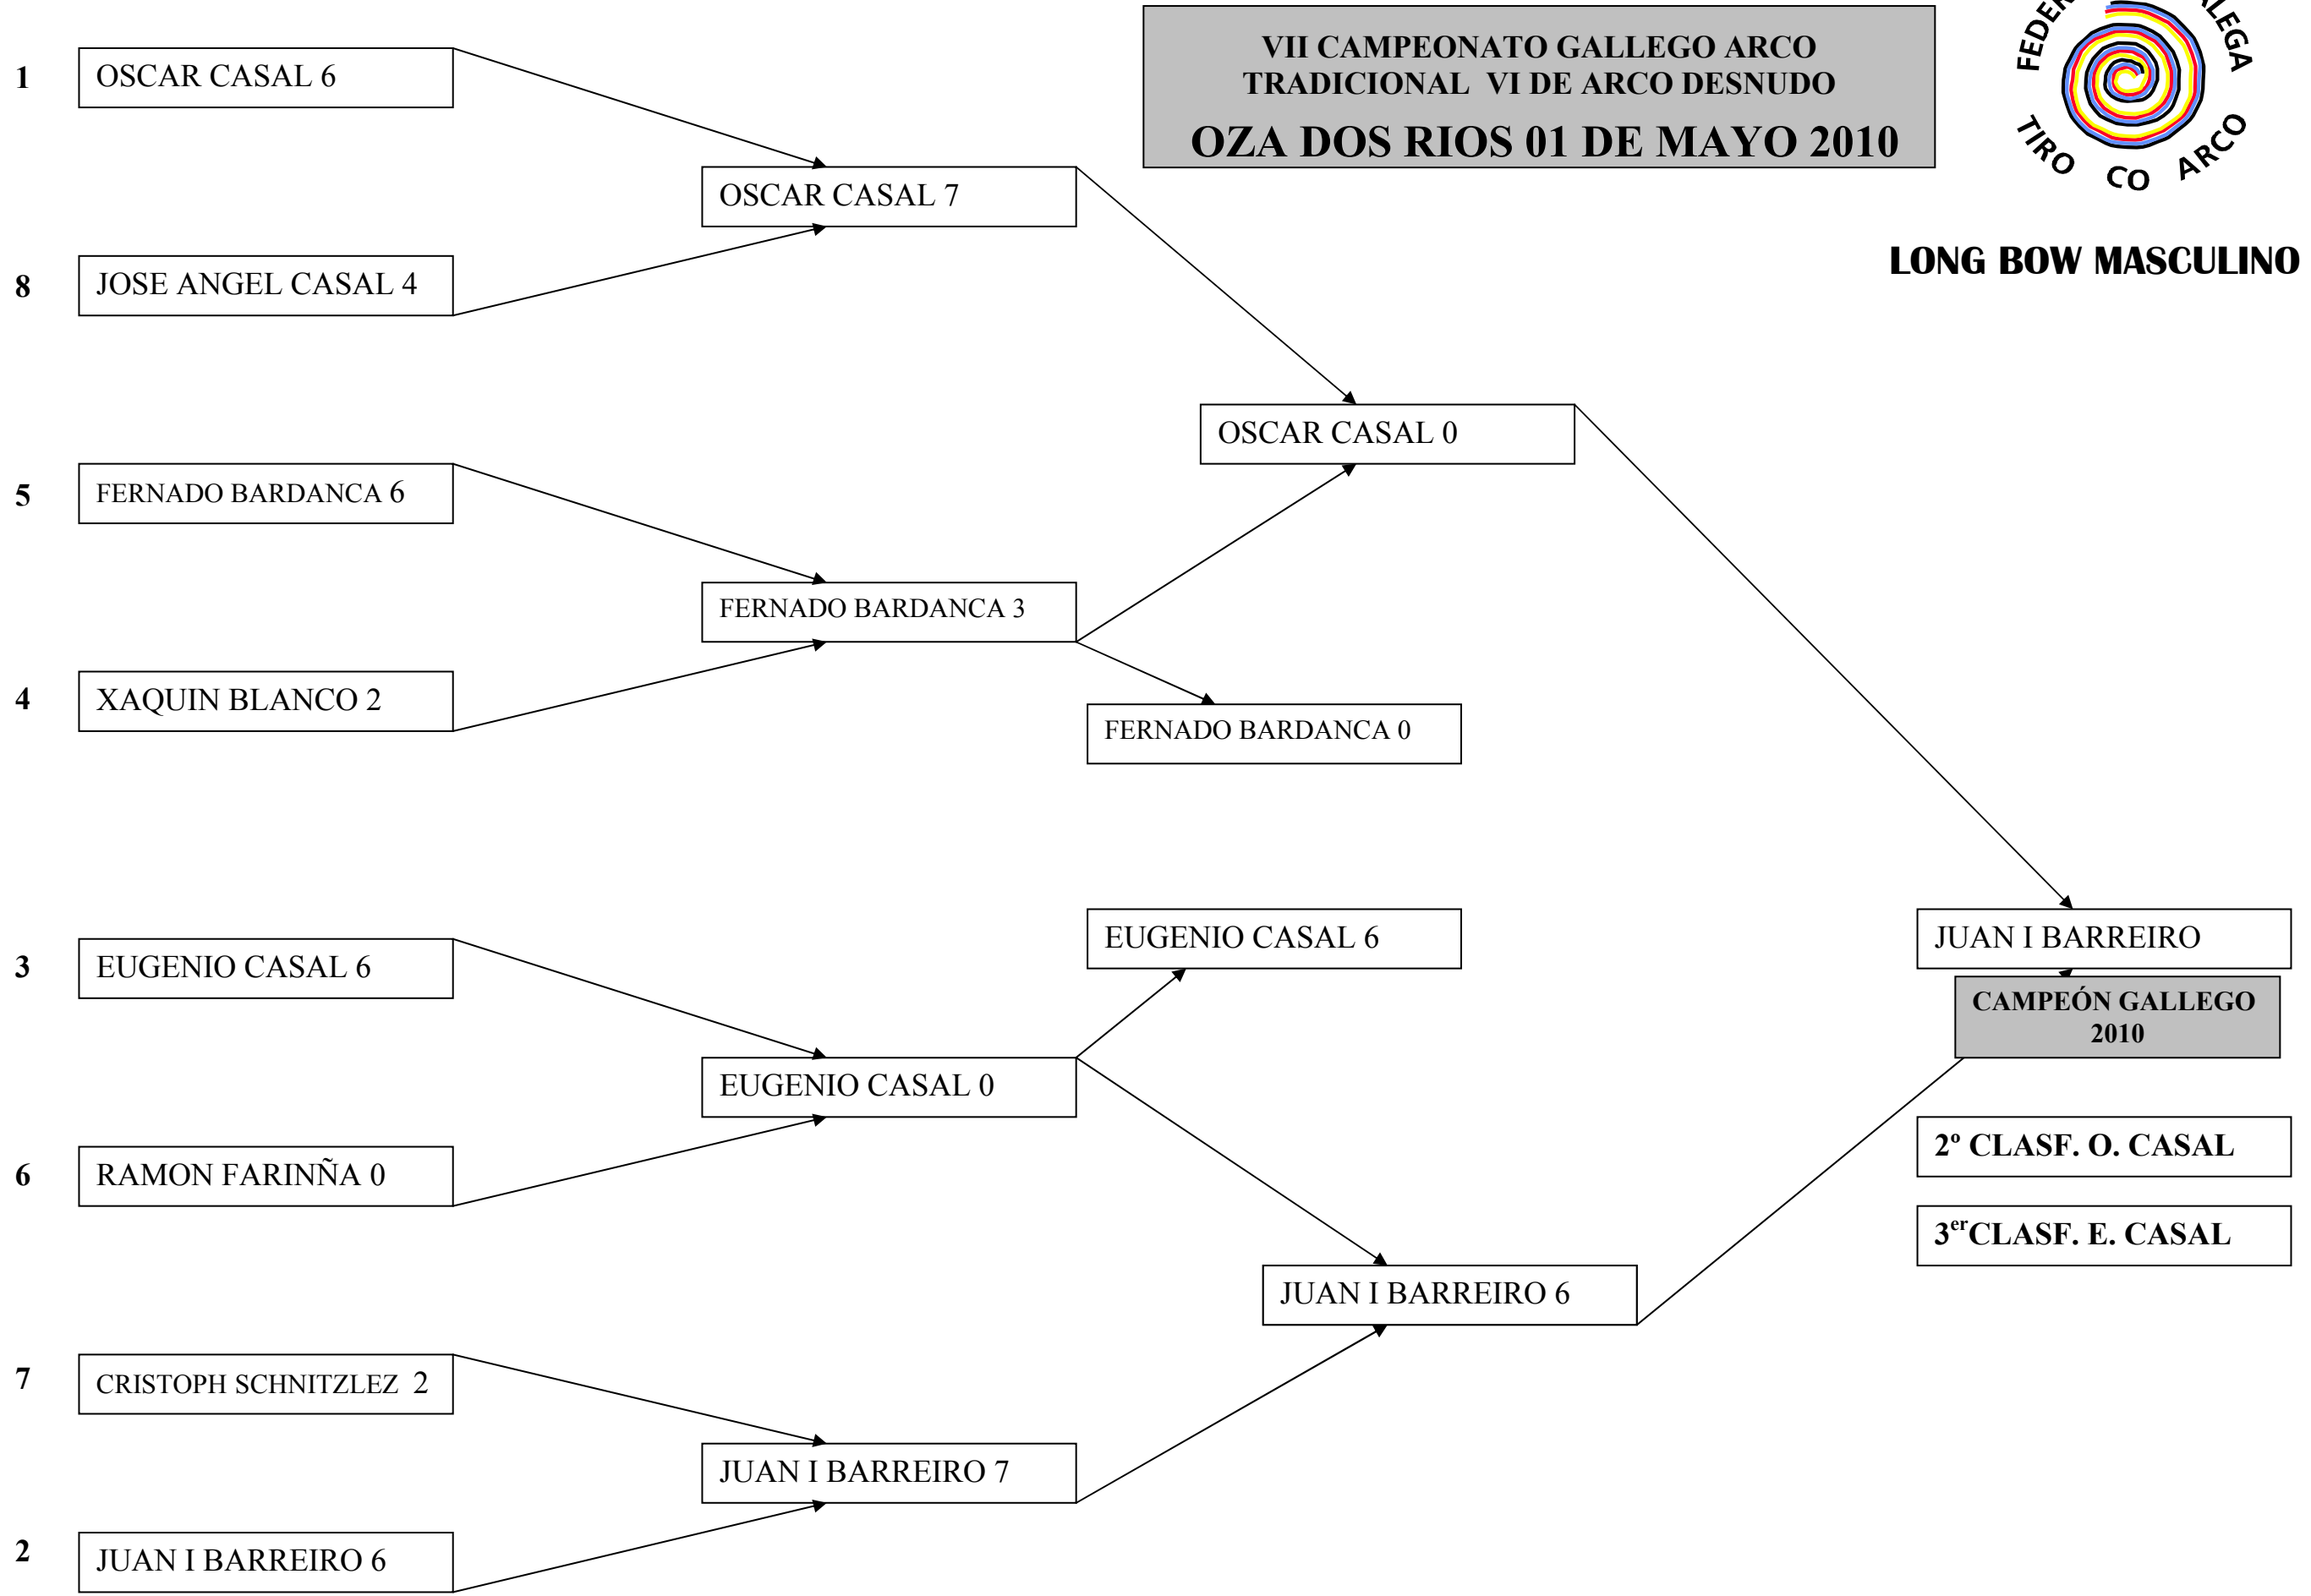 VII CAMPEONATO GALLEGO ARCO
TRADICIONAL VI DE ARCO DESNUDO
OZA DOS RIOS 01 DE MAYO 2010
TIRO CO ARCO
LONG BOW MASCULINO
1 OSCAR CASAL 6
OSCAR CASAL 7
8 JOSE ANGEL CASAL 4
OSCAR CASAL 0
5 FERNADO BARDANCA 6
FERNADO BARDANCA 3
4 XAQUIN BLANCO 2
FERNADO BARDANCA 0
EUGENIO CASAL 6
JUAN I BARREIRO
3 EUGENIO CASAL 6
CAMPEÓN GALLEGO
2010
EUGENIO CASAL 0
2º CLASF. O. CASAL
6 RAMON FARINÑA 0
3er CLASF. E. CASAL
JUAN I BARREIRO 6
7 CRISTOPH SCHNITZLEZ 2
JUAN I BARREIRO 7
2 JUAN I BARREIRO 6